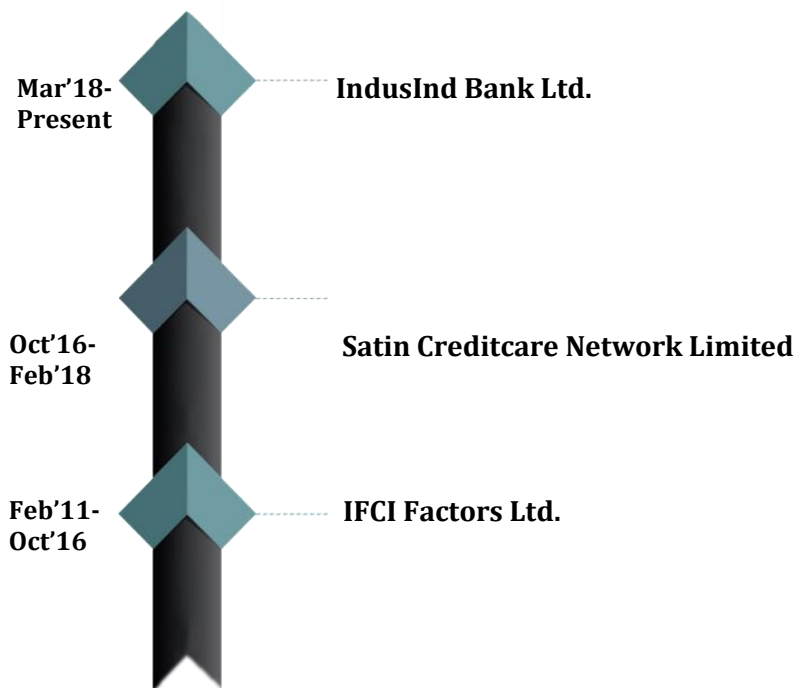 Mar’18-
Present
IndusInd Bank Ltd.
Oct’16-
Feb’18
Satin Creditcare Network Limited
Feb’11-
Oct’16
IFCI Factors Ltd.